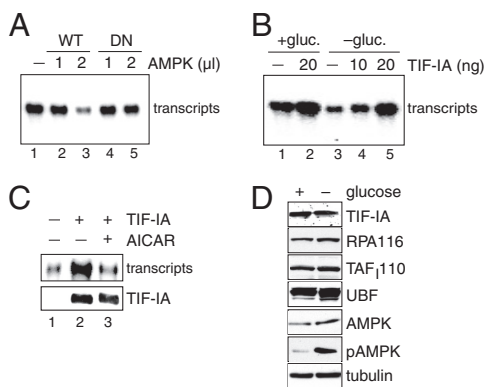 A
WT DN
– 1 2 1 2 AMPK (µl)
transcripts
1 2 3 4 5
B
+gluc. –gluc.
– 20 – 10 20 TIF-IA (ng)
transcripts
1 2 3 4 5
C
– + + TIF-IA
– – + AICAR
transcripts
TIF-IA
1 2 3
D
+ – glucose
TIF-IA
RPA116
TAFI110
UBF
AMPK
pAMPK
tubulin